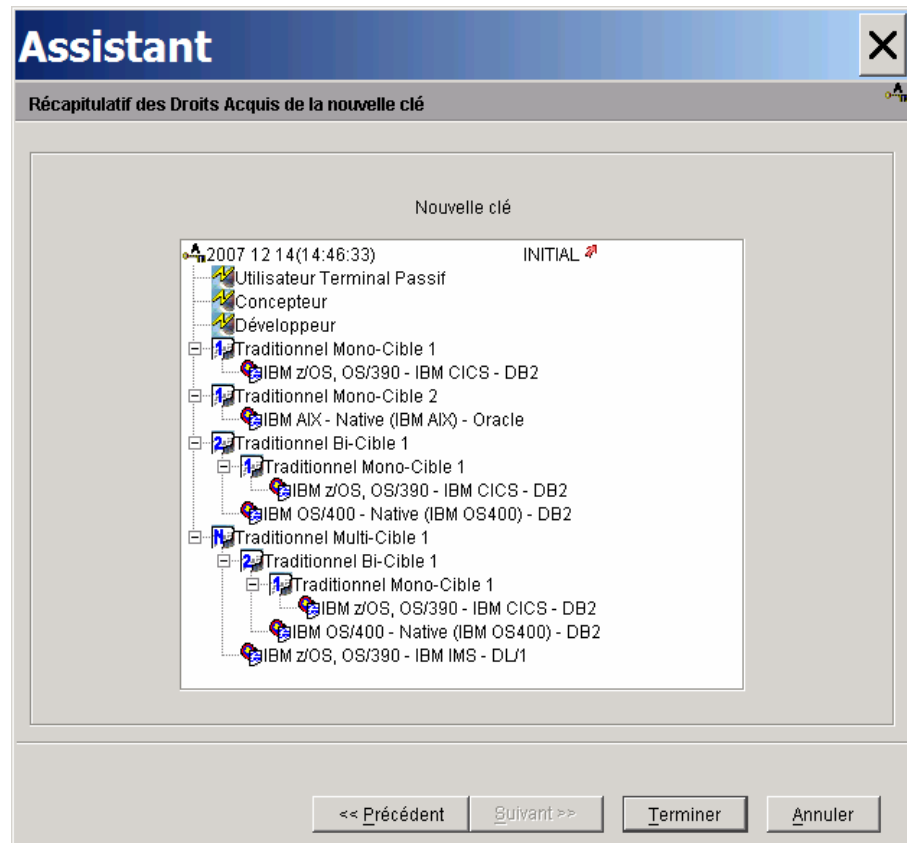 Assistant
Récapitulatif des Droits Acquis de la nouvelle clé
Nouvelle clé
2007 12 14(14:46:33) INITIAL
Utilisateur Terminal Passif
Concepteur
Développeur
Traditionnel Mono-Cible 1
IBM z/OS, OS/390 - IBM CICS - DB2
Traditionnel Mono-Cible 2
IBM AIX - Native (IBM AIX) - Oracle
Traditionnel Bi-Cible 1
Traditionnel Mono-Cible 1
IBM z/OS, OS/390 - IBM CICS - DB2
IBM OS/400 - Native (IBM OS400) - DB2
Traditionnel Multi-Cible 1
Traditionnel Bi-Cible 1
Traditionnel Mono-Cible 1
IBM z/OS, OS/390 - IBM CICS - DB2
IBM OS/400 - Native (IBM OS400) - DB2
IBM z/OS, OS/390 - IBM IMS - DL/1
<< Précédent Suivant >> Terminer Annuler